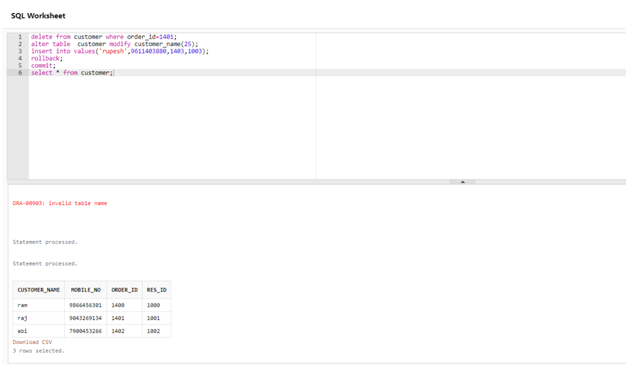 SQL Worksheet
1 delete from customer where order_id=1401;
2 alter table  customer modify customer_name(25);
3 insert into values('rupesh',9611403880,1403,1003);
4 rollback;
5 commit;
6 select * from customer;
ORA-00903: invalid table name
Statement processed.
Statement processed.
CUSTOMER_NAME MOBILE_NO ORDER_ID RES_ID
ram 9866456301 1400 1000
raj 9043269134 1401 1001
abi 7900453266 1402 1002
Download CSV
3 rows selected.